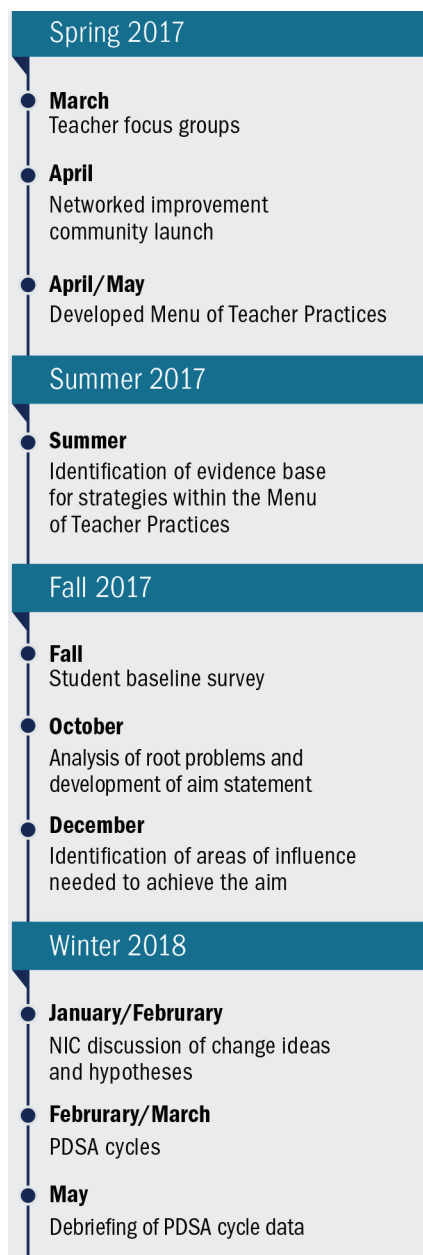 Spring 2017
March
Teacher focus groups
April
Networked improvement
community launch
April/May
Developed Menu of Teacher Practices
Summer 2017
Summer
Identification of evidence base
for strategies within the Menu
of Teacher Practices
Fall 2017
Fall
Student baseline survey
October
Analysis of root problems and
development of aim statement
December
Identification of areas of influence
needed to achieve the aim
Winter 2018
January/Februrary
NIC discussion of change ideas
and hypotheses
Februrary/March
PDSA cycles
May
Debriefing of PDSA cycle data